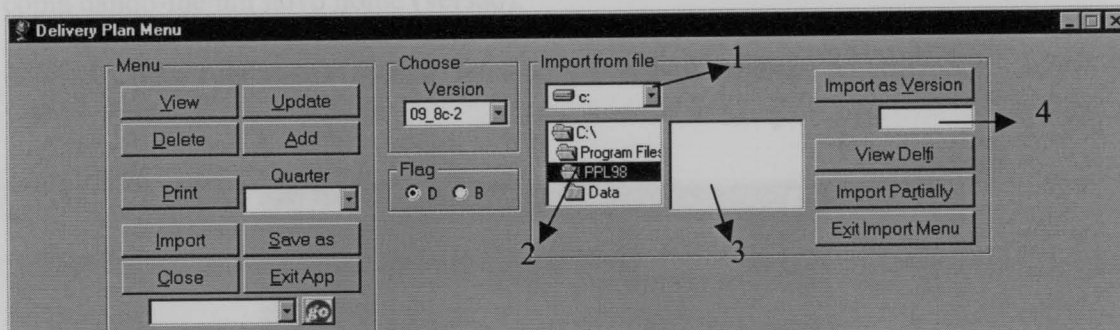 Delivery Plan Menu
Menu
View Update
Delete Add
Print Quarter
Import Save as
Close Exit App
go
Choose
Version
09_8c-2
Flag
D B
Import from file
c:
C:\
Program Files
PPL98
Data
Import as Version
View Delfi
Import Partially
Exit Import Menu
1
2
3
4